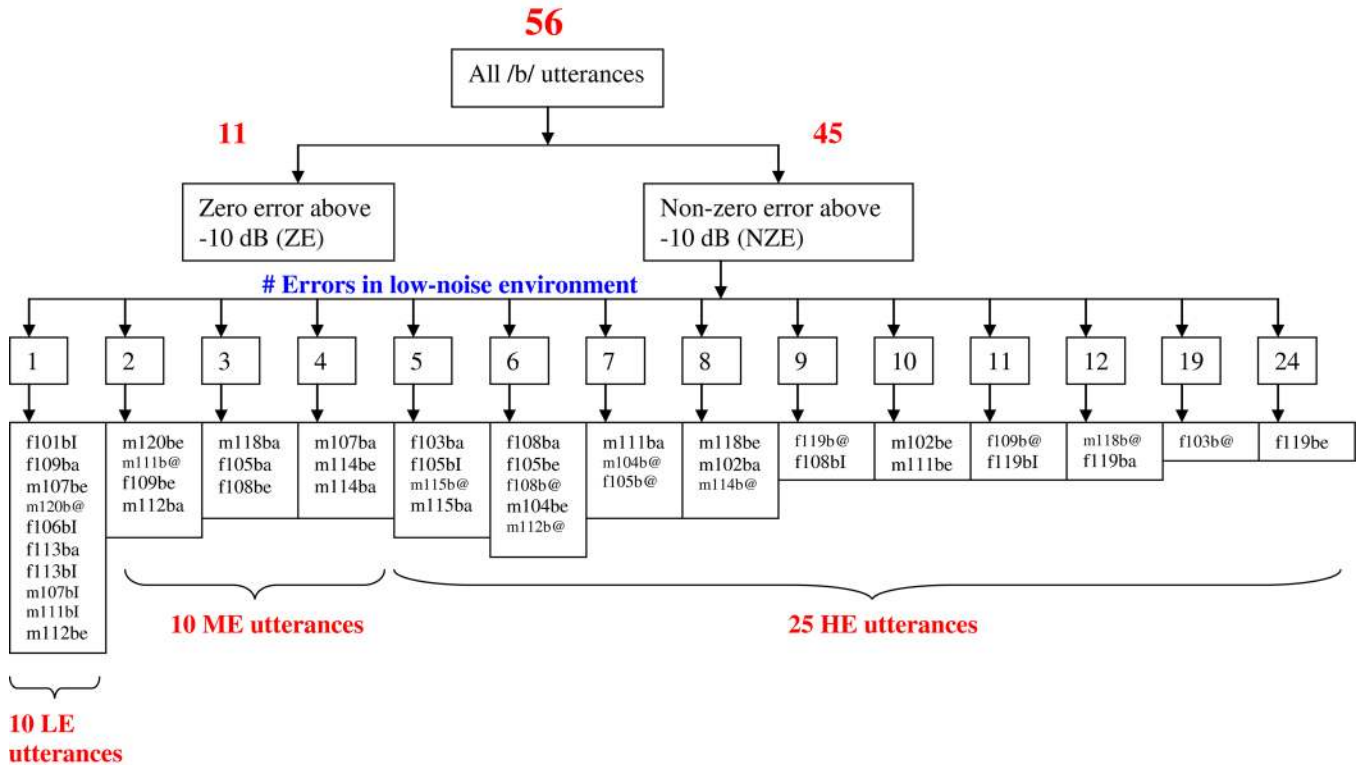 56
All /b/ utterances
11
45
Zero error above
-10 dB (ZE)
Non-zero error above
-10 dB (NZE)
# Errors in low-noise environment
1
2
3
4
5
6
7
8
9
10
11
12
19
24
f101bI
f109ba
m107be
m120b@
f106bI
f113ba
f113bI
m107bI
m111bI
m112be
m120be
m111b@
f109be
m112ba
m118ba
f105ba
f108be
m107ba
m114be
m114ba
f103ba
f105bI
m115b@
m115ba
f108ba
f105be
f108b@
m104be
m112b@
m111ba
m104b@
f105b@
m118be
m102ba
m114b@
f119b@
f108bI
m102be
m111be
f109b@
f119bI
m118b@
f119ba
f103b@
f119be
10 ME utterances
25 HE utterances
10 LE
utterances